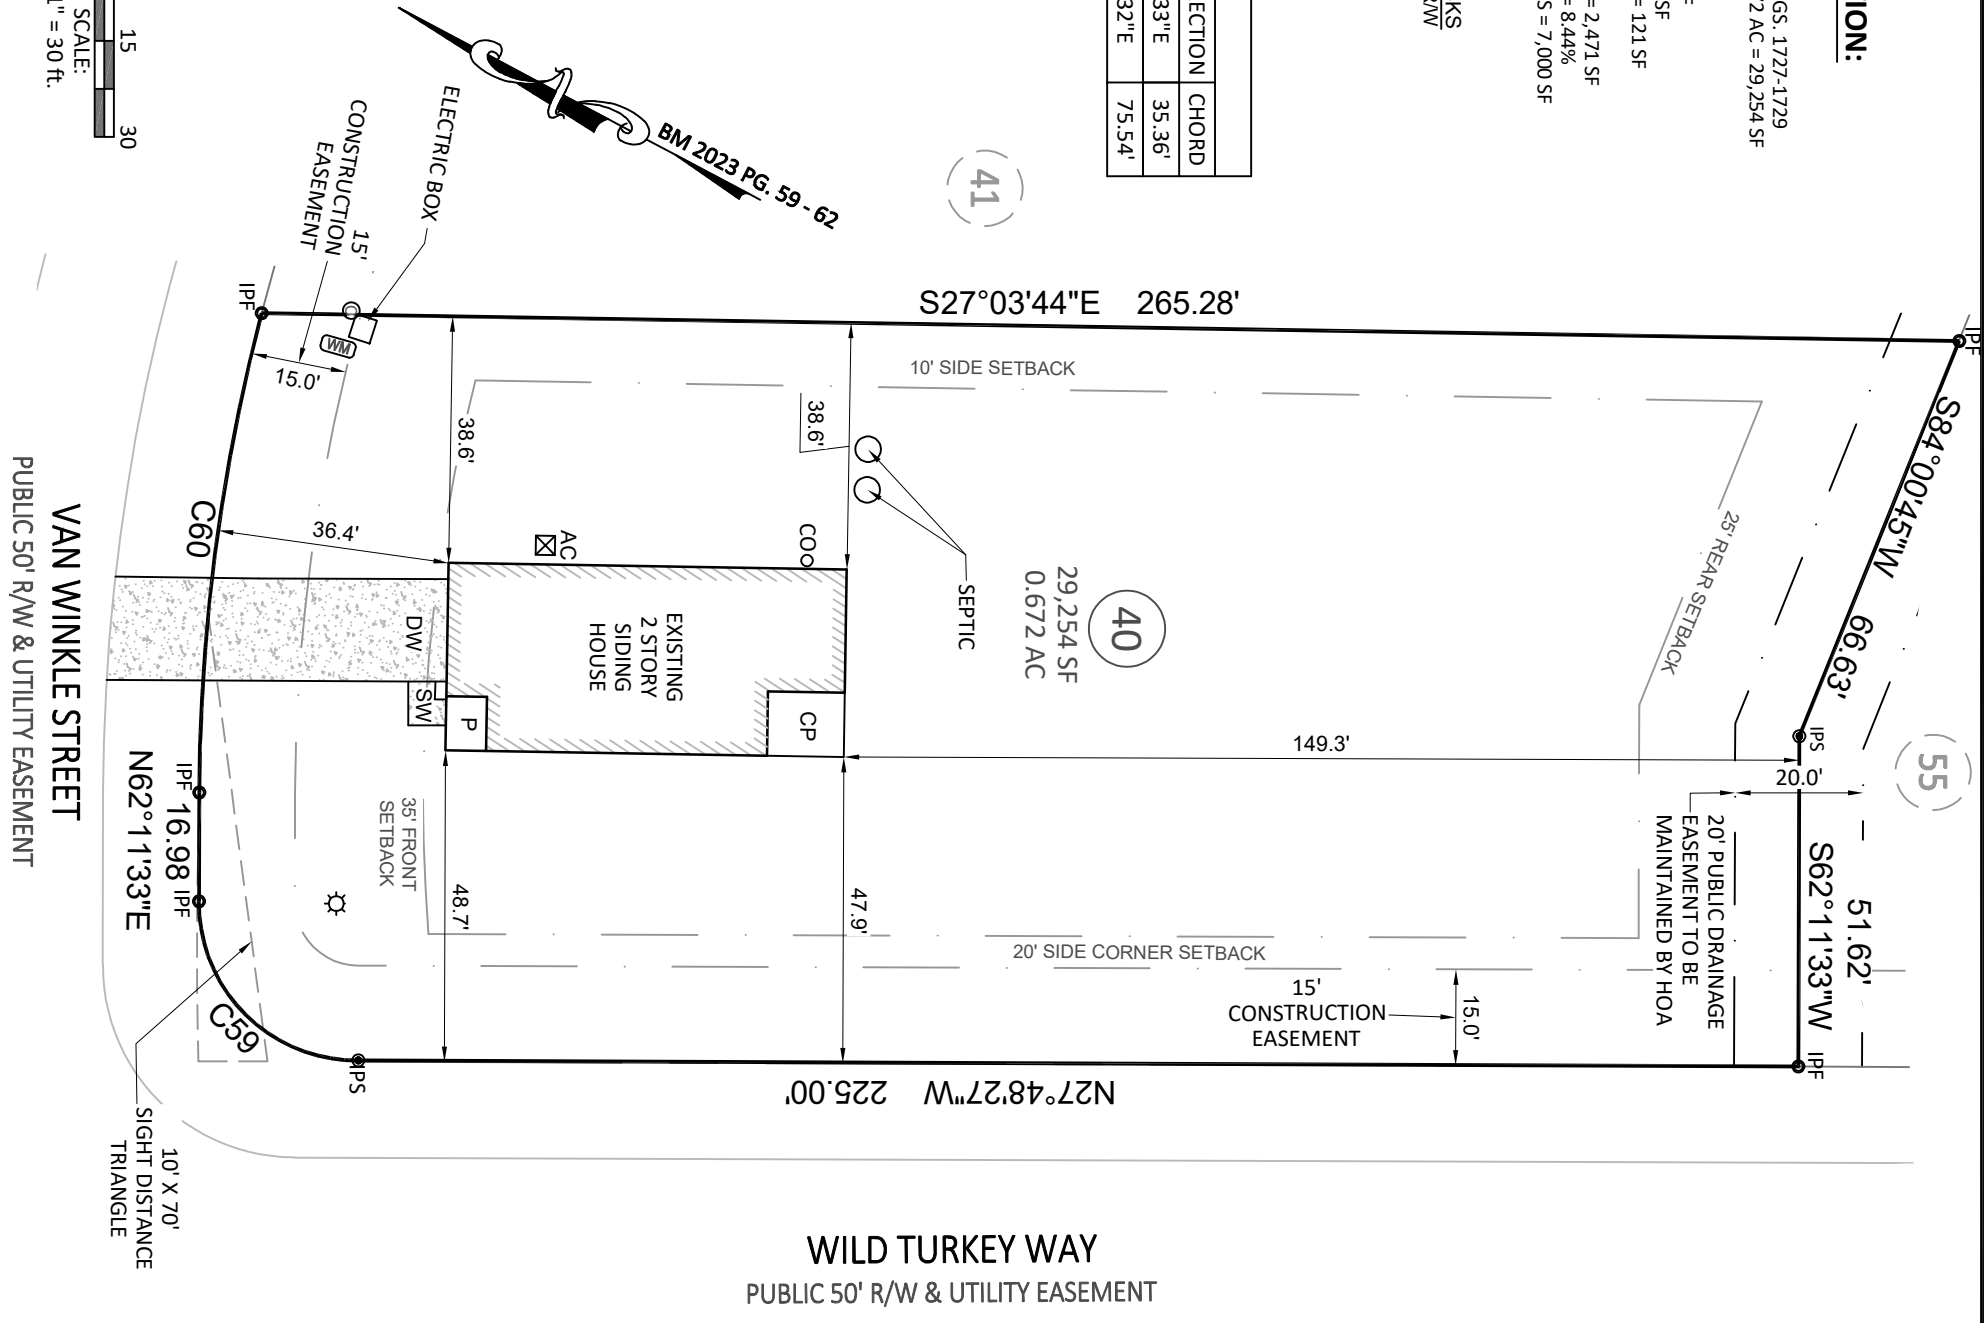 ION:
GS. 1727-1729
72 AC = 29,254 SF
SF
= 121 SF
= 2,471 SF
= 8.44%
S = 7,000 SF
KS
R/W
ECTION CHORD
33"E 35.36'
32"E 75.54'
15 30
SCALE:
1" = 30 ft.
BM 2023 PG. 59 - 62
41
ELECTRIC BOX
15'
CONSTRUCTION
EASEMENT
IPF
WM
15.0'
S27°03'44"E 265.28'
IPF
10' SIDE SETBACK
38.6'
38.6'
S84°00'45"W 66.63'
25' REAR SETBACK
C60
36.4'
AC
CO
SEPTIC
40
29,254 SF
0.672 AC
EXISTING
2 STORY
SIDING
HOUSE
DW
SW
P
CP
149.3'
IPS
20.0'
55
VAN WINKLE STREET
PUBLIC 50' R/W & UTILITY EASEMENT
IPF
16.98
IPF
N62°11'33"E
35' FRONT
SETBACK
48.7'
47.9'
20' SIDE CORNER SETBACK
15'
CONSTRUCTION
EASEMENT
15.0'
20' PUBLIC DRAINAGE
EASEMENT TO BE
MAINTAINED BY HOA
51.62'
S62°11'33"W
IPF
C59
IPS
N27°48'27"W 225.00'
10' X 70'
SIGHT DISTANCE
TRIANGLE
WILD TURKEY WAY
PUBLIC 50' R/W & UTILITY EASEMENT